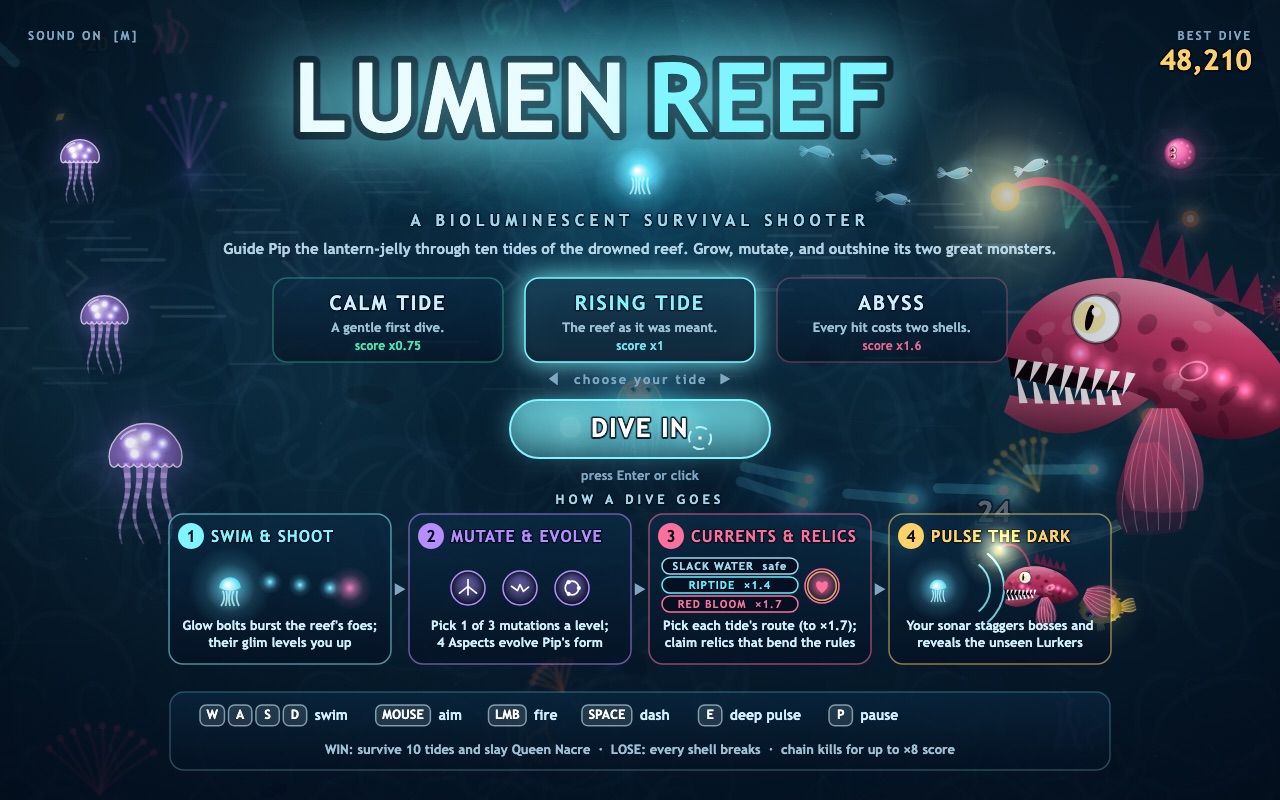 SOUND ON [M]
BEST DIVE
48,210
LUMEN REEF
A BIOLUMINESCENT SURVIVAL SHOOTER
Guide Pip the lantern-jelly through ten tides of the drowned reef. Grow, mutate, and outshine its two great monsters.
CALM TIDE
A gentle first dive.
score x0.75
RISING TIDE
The reef as it was meant.
score x1
ABYSS
Every hit costs two shells.
score x1.6
choose your tide
DIVE IN
press Enter or click
HOW A DIVE GOES
24
1 SWIM & SHOOT
Glow bolts burst the reef's foes;
their glim levels you up
2 MUTATE & EVOLVE
Pick 1 of 3 mutations a level;
4 Aspects evolve Pip's form
3 CURRENTS & RELICS
SLACK WATER safe
RIPTIDE ×1.4
RED BLOOM ×1.7
Pick each tide's route (to ×1.7);
claim relics that bend the rules
4 PULSE THE DARK
Your sonar staggers bosses and
reveals the unseen Lurkers
W A S D swim MOUSE aim LMB fire SPACE dash E deep pulse P pause
WIN: survive 10 tides and slay Queen Nacre · LOSE: every shell breaks · chain kills for up to ×8 score